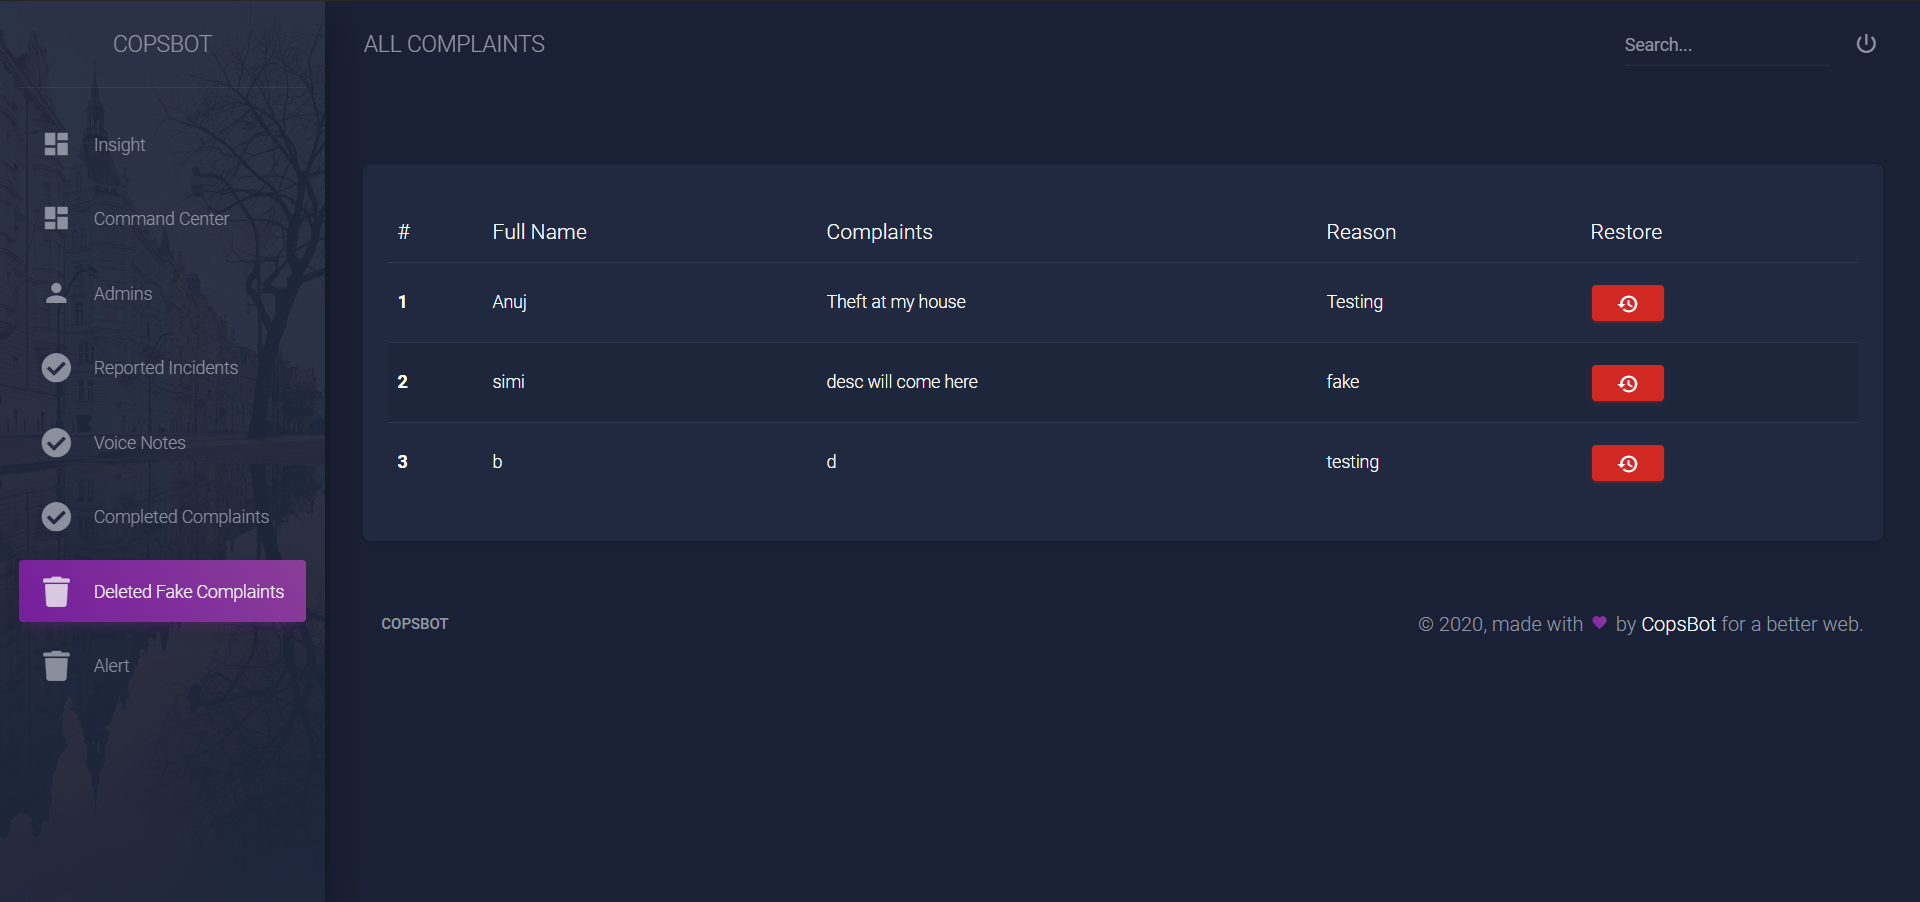 COPSBOT
Insight
Command Center
Admins
Reported Incidents
Voice Notes
Completed Complaints
Deleted Fake Complaints
Alert
ALL COMPLAINTS
Search...
# Full Name Complaints Reason Restore
1 Anuj Theft at my house Testing
2 simi desc will come here fake
3 b d testing
COPSBOT
© 2020, made with by CopsBot for a better web.